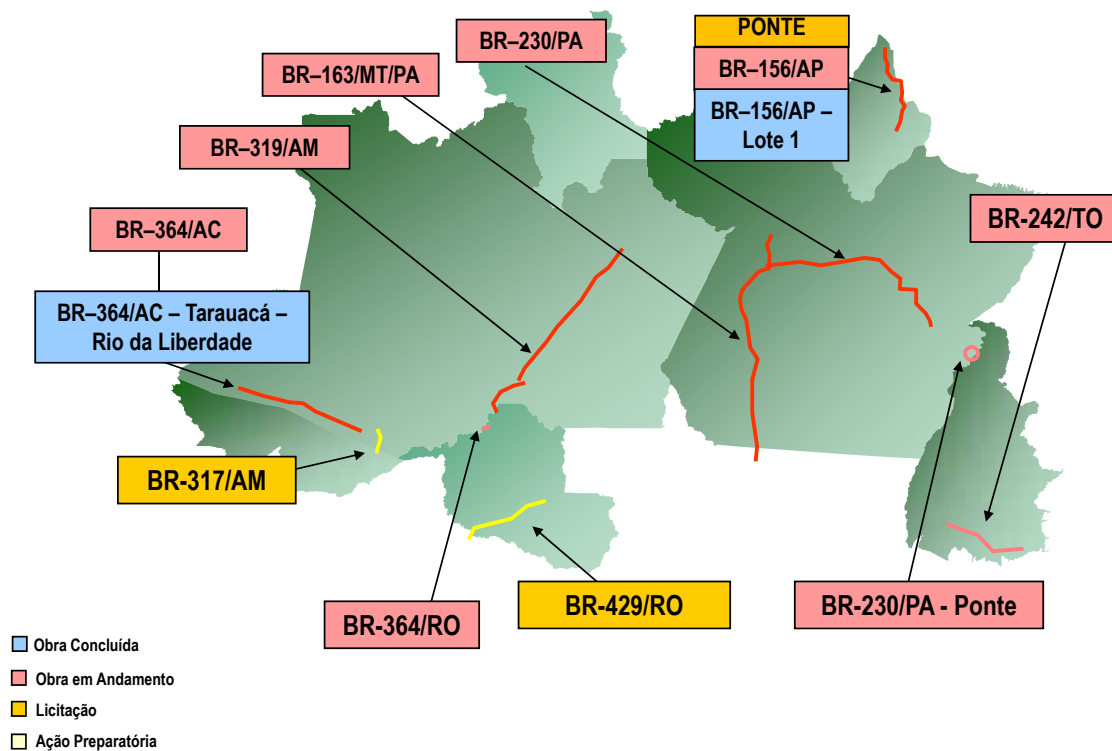 BR–230/PA
PONTE
BR–156/AP
BR–156/AP –
Lote 1
BR–163/MT/PA
BR–319/AM
BR–364/AC
BR-242/TO
BR–364/AC – Tarauacá –
Rio da Liberdade
BR-317/AM
BR-364/RO
BR-429/RO
BR-230/PA - Ponte
Obra Concluída
Obra em Andamento
Licitação
Ação Preparatória